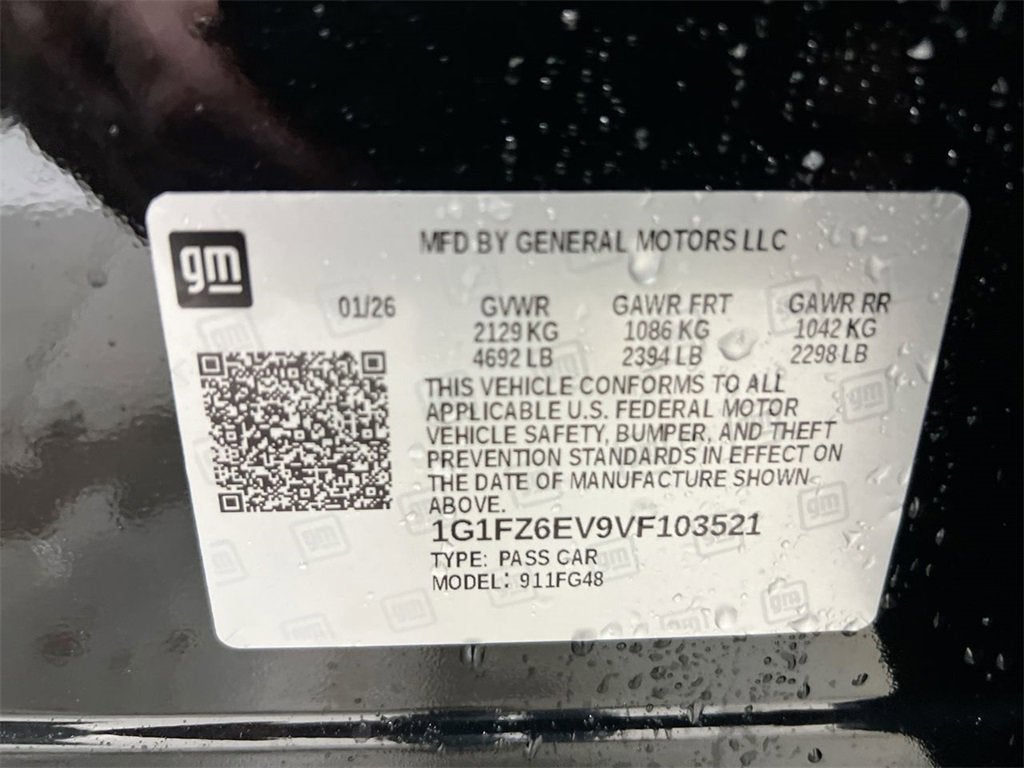 MFD BY GENERAL MOTORS LLC
gm
01/26 GVWR GAWR FRT GAWR RR
2129 KG 1086 KG 1042 KG
4692 LB 2394 LB 2298 LB
THIS VEHICLE CONFORMS TO ALL
APPLICABLE U.S. FEDERAL MOTOR
VEHICLE SAFETY, BUMPER, AND THEFT
PREVENTION STANDARDS IN EFFECT ON
THE DATE OF MANUFACTURE SHOWN
ABOVE.
1G1FZ6EV9VF103521
TYPE: PASS CAR
MODEL: 911FG48